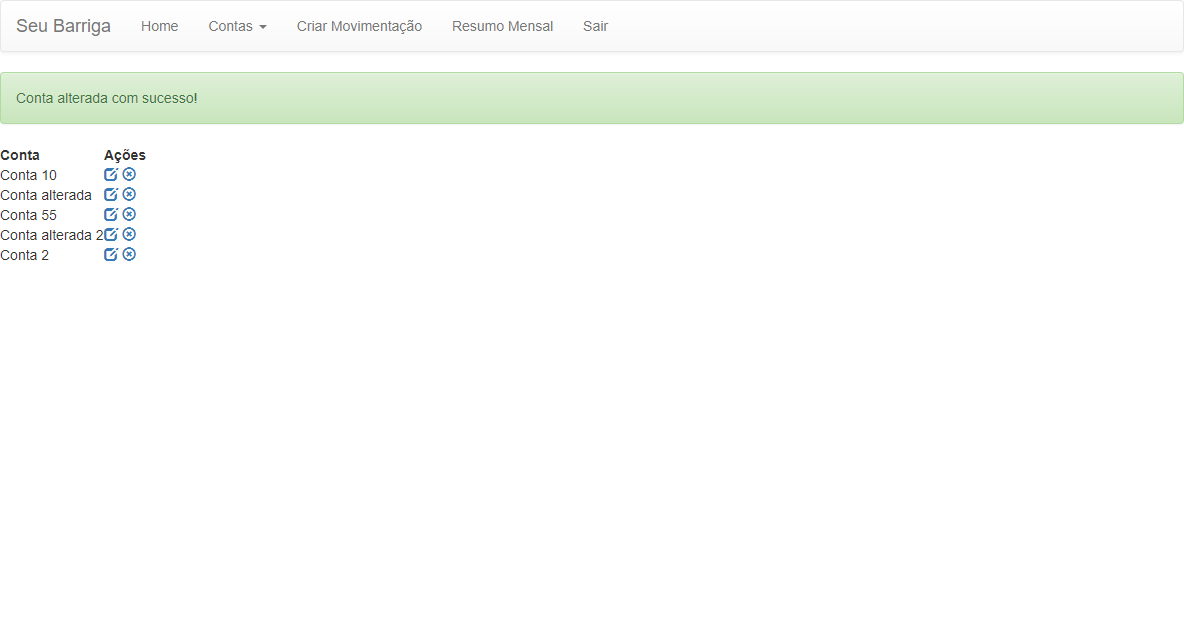 Seu Barriga Home Contas Criar Movimentação Resumo Mensal Sair
Conta alterada com sucesso!
Conta Ações
Conta 10
Conta alterada
Conta 55
Conta alterada 2
Conta 2